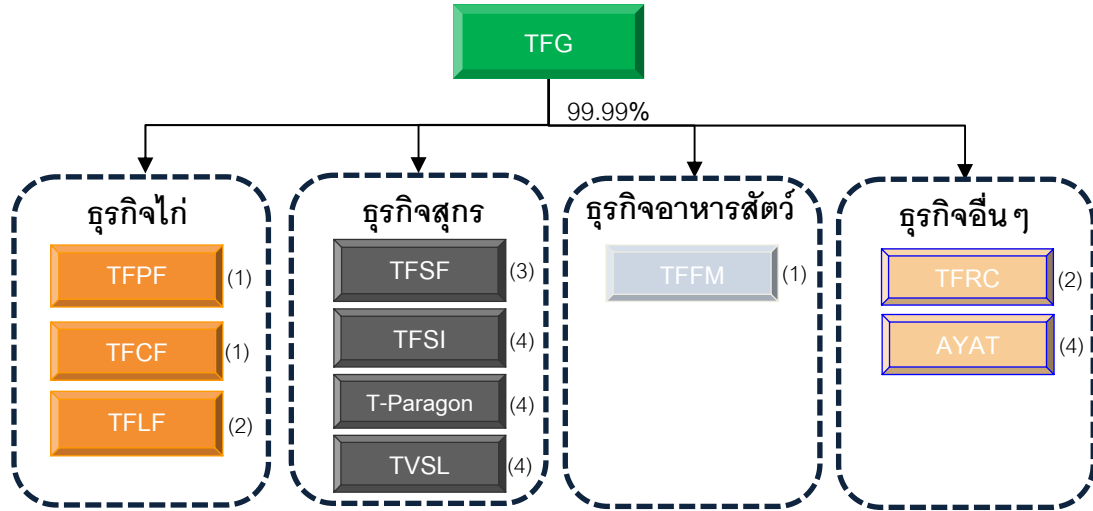 TFG
99.99%
ธุรกิจไก่
TFPF (1)
TFCF (1)
TFLF (2)
ธุรกิจสุกร
TFSF (3)
TFSI (4)
T-Paragon (4)
TVSL (4)
ธุรกิจอาหารสัตว์
TFFM (1)
ธุรกิจอื่นๆ
TFRC (2)
AYAT (4)